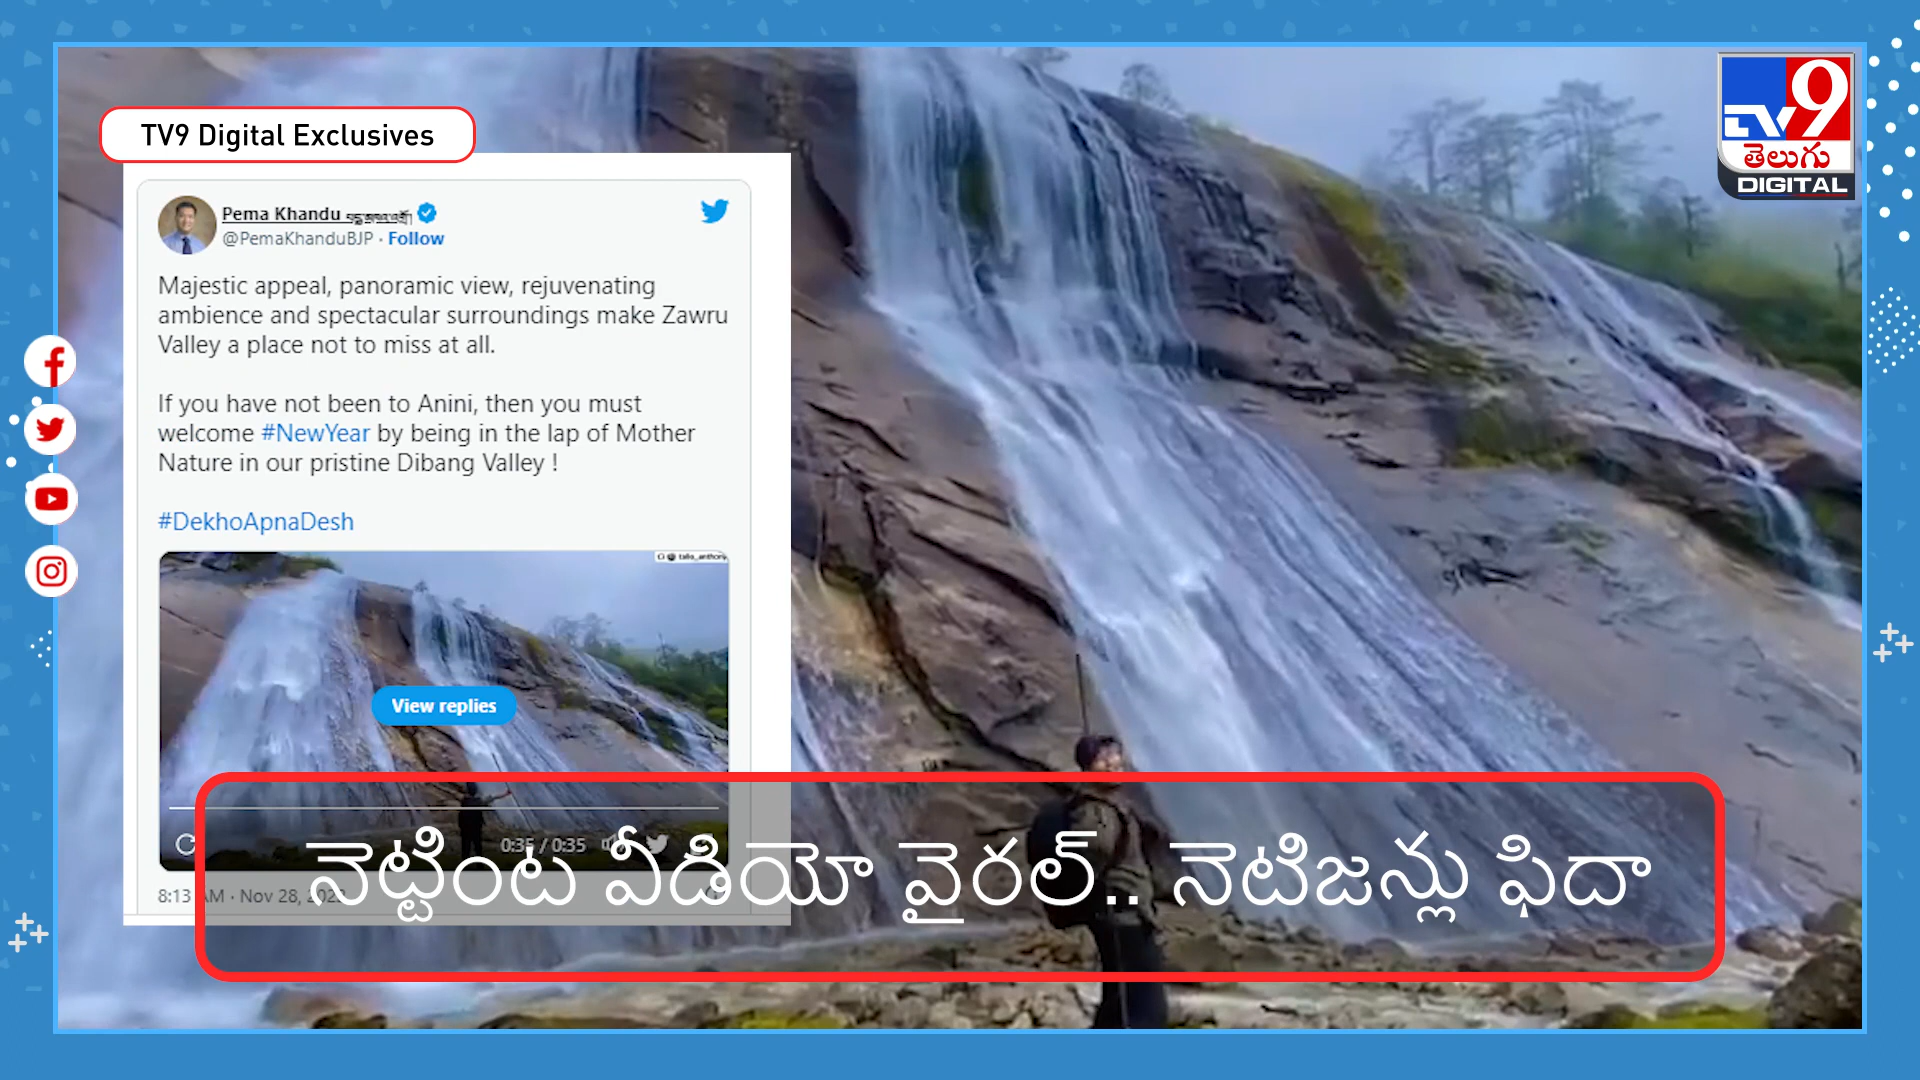 TV9 Digital Exclusives
TV9
తెలుగు
DIGITAL
Pema Khandu
@PemaKhanduBJP · Follow
Majestic appeal, panoramic view, rejuvenating
ambience and spectacular surroundings make Zawru
Valley a place not to miss at all.
If you have not been to Anini, then you must
welcome #NewYear by being in the lap of Mother
Nature in our pristine Dibang Valley !
#DekhoApnaDesh
View replies
0:35 / 0:35
8:13 AM · Nov 28,
నెట్టింట వీడియో వైరల్.. నెటిజన్లు ఫిదా